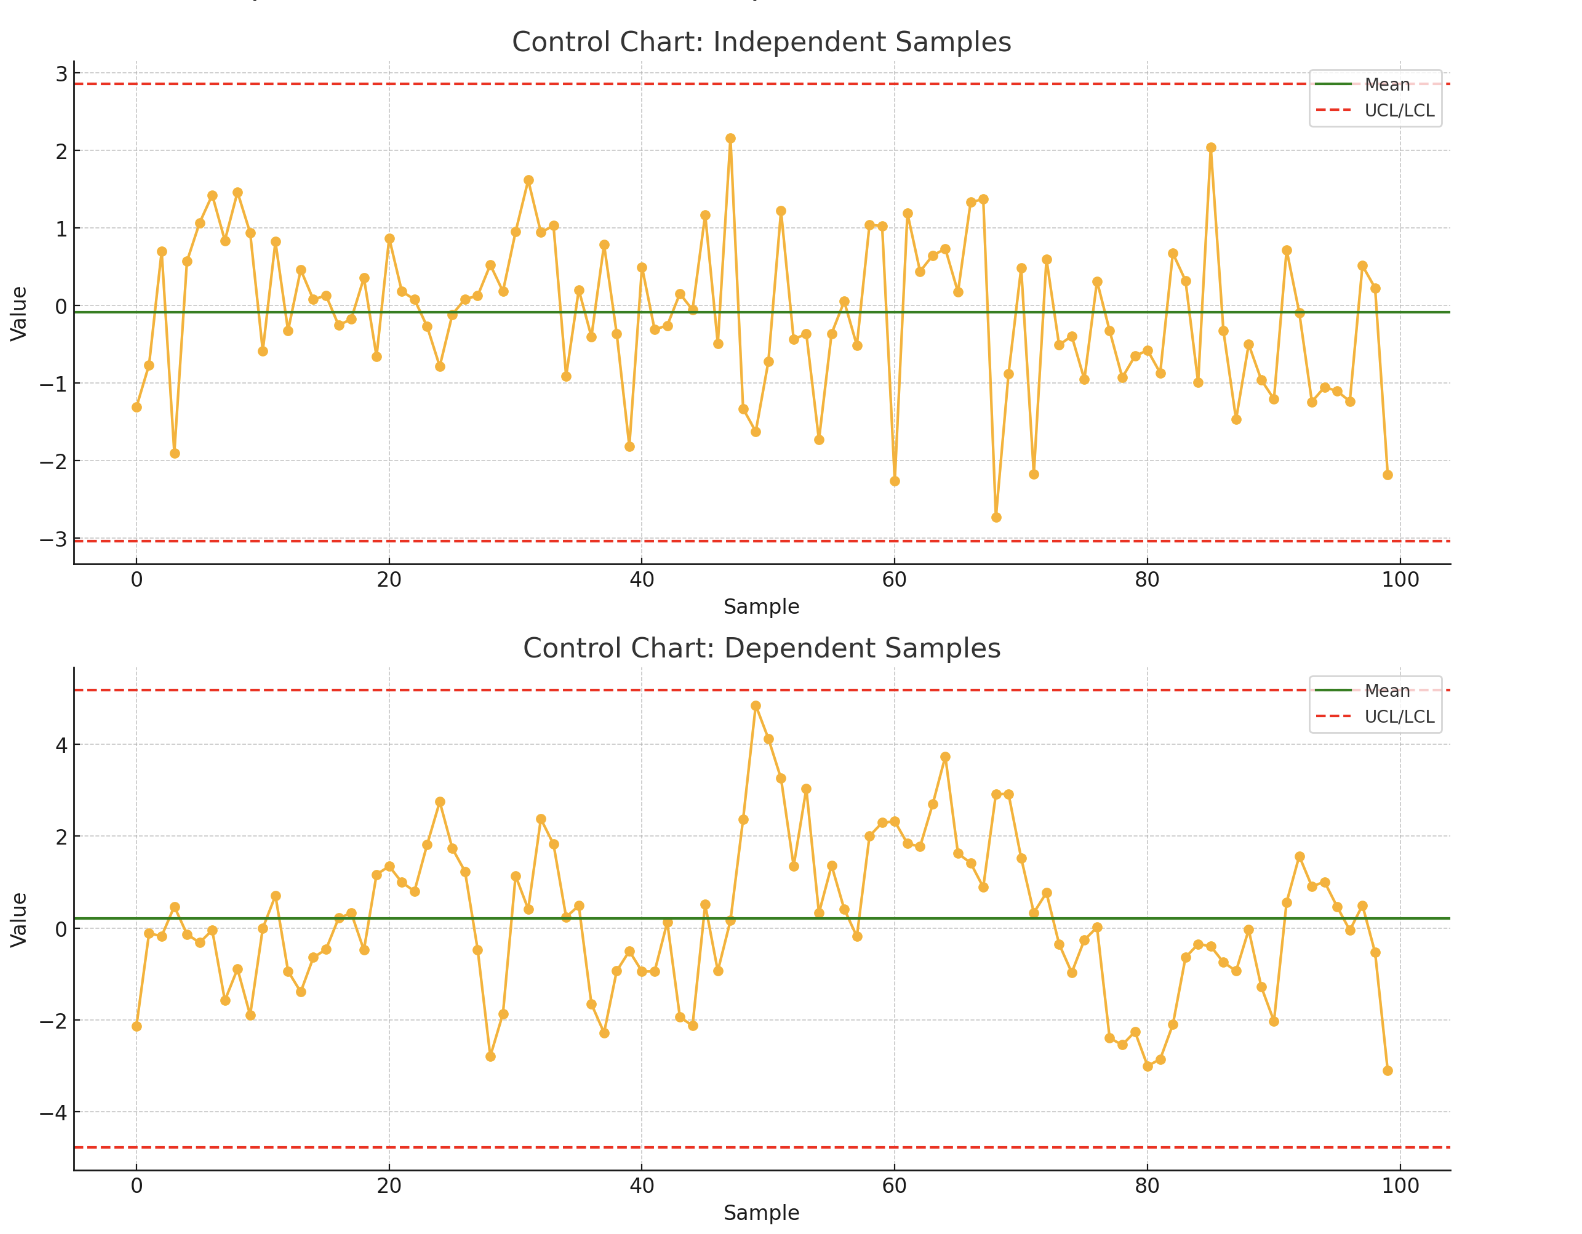 Control Chart: Independent Samples
3
2
1
0
−1
−2
−3
Value
Mean
UCL/LCL
0 20 40 60 80 100
Sample
Control Chart: Dependent Samples
4
2
0
−2
−4
Value
Mean
UCL/LCL
0 20 40 60 80 100
Sample